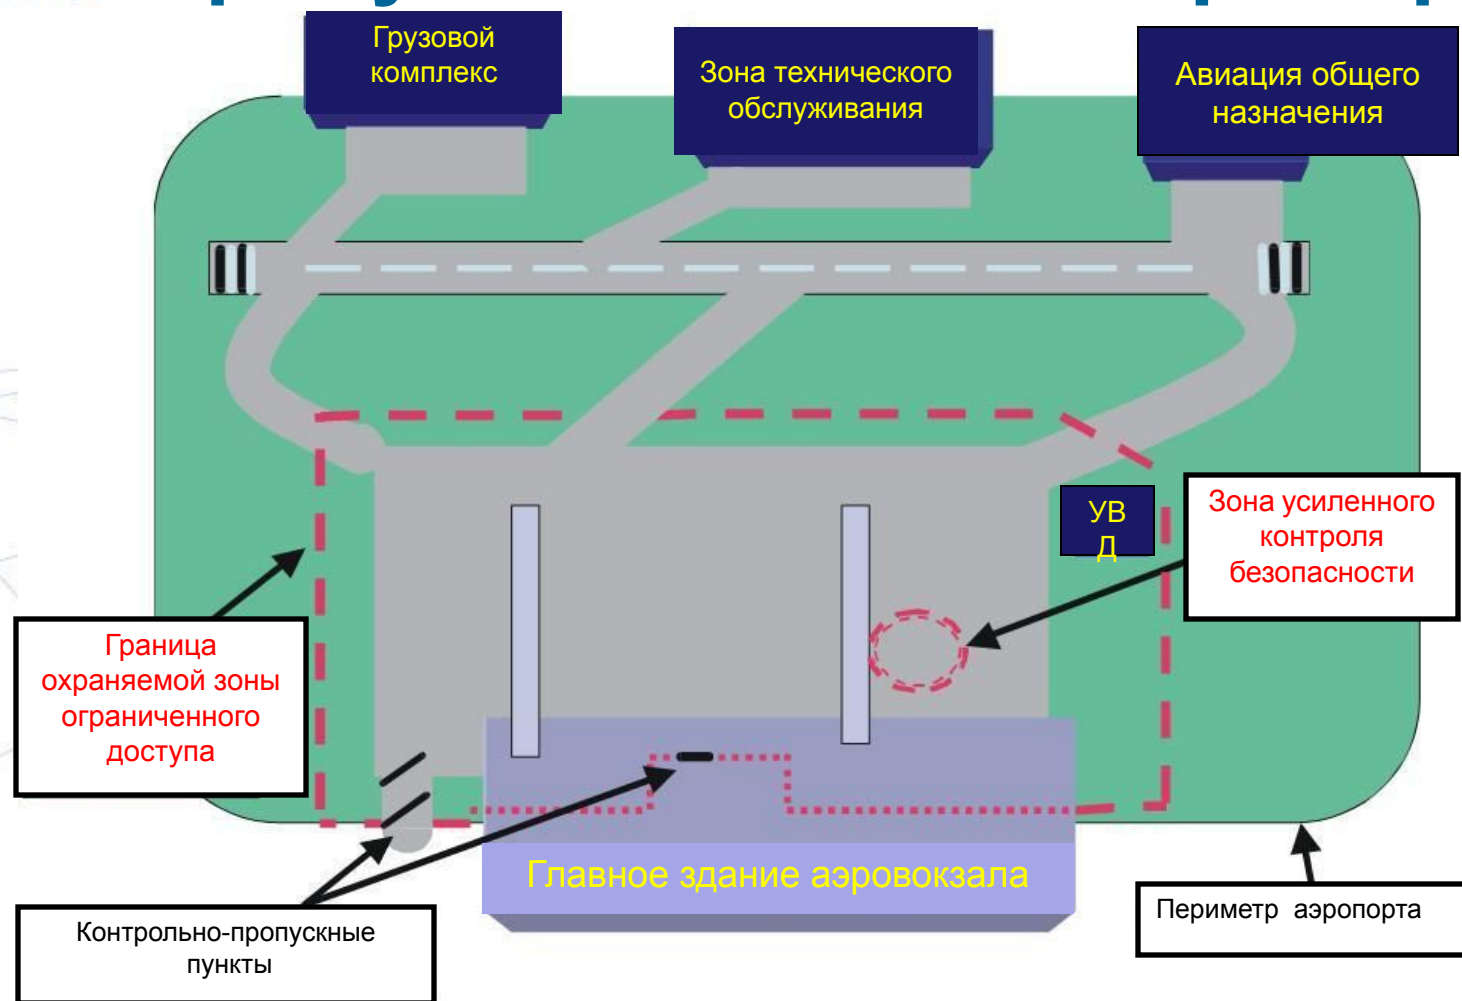 Грузовой
комплекс
Зона технического
обслуживания
Авиация общего
назначения
УВ
Д
Зона усиленного
контроля
безопасности
Граница
охраняемой зоны
ограниченного
доступа
Главное здание аэровокзала
Контрольно-пропускные
пункты
Периметр аэропорта